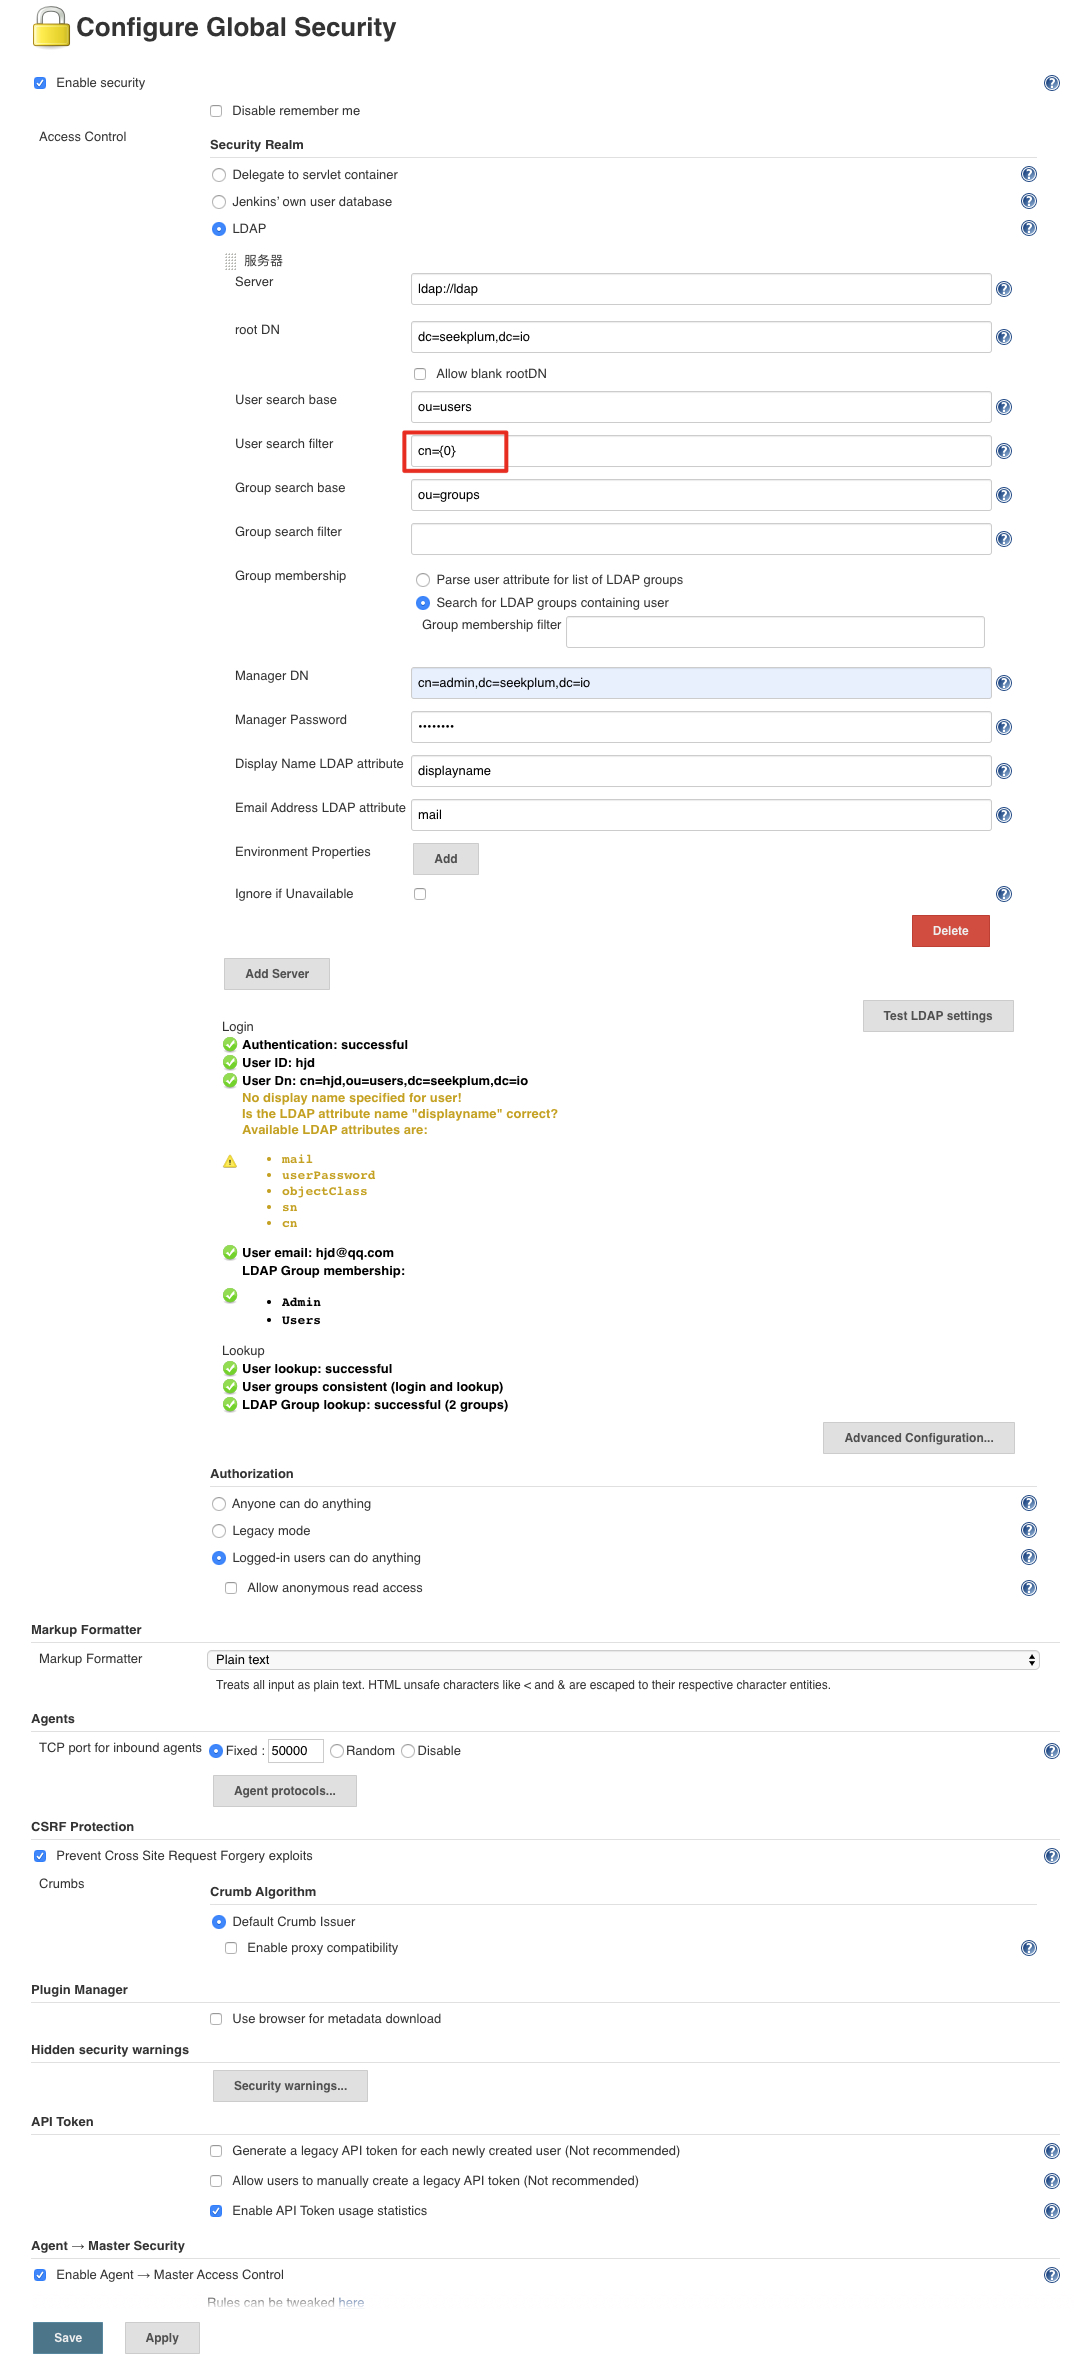 Configure Global Security
Enable security
Disable remember me
Access Control
Security Realm
Delegate to servlet container
Jenkins' own user database
LDAP
服务器
Server
ldap://ldap
root DN
dc=seekplum,dc=io
Allow blank rootDN
User search base
ou=users
User search filter
cn={0}
Group search base
ou=groups
Group search filter
Group membership
Parse user attribute for list of LDAP groups
Search for LDAP groups containing user
Group membership filter
Manager DN
cn=admin,dc=seekplum,dc=io
Manager Password
••••••••
Display Name LDAP attribute
displayname
Email Address LDAP attribute
mail
Environment Properties
Add
Ignore if Unavailable
Delete
Add Server
Test LDAP settings
Login
Authentication: successful
User ID: hjd
User Dn: cn=hjd,ou=users,dc=seekplum,dc=io
No display name specified for user!
Is the LDAP attribute name "displayname" correct?
Available LDAP attributes are:
• mail
• userPassword
• objectClass
• sn
• cn
User email: hjd@qq.com
LDAP Group membership:
• Admin
• Users
Lookup
User lookup: successful
User groups consistent (login and lookup)
LDAP Group lookup: successful (2 groups)
Advanced Configuration...
Authorization
Anyone can do anything
Legacy mode
Logged-in users can do anything
Allow anonymous read access
Markup Formatter
Markup Formatter
Plain text
Treats all input as plain text. HTML unsafe characters like < and & are escaped to their respective character entities.
Agents
TCP port for inbound agents
Fixed : 50000 Random Disable
Agent protocols...
CSRF Protection
Prevent Cross Site Request Forgery exploits
Crumbs
Crumb Algorithm
Default Crumb Issuer
Enable proxy compatibility
Plugin Manager
Use browser for metadata download
Hidden security warnings
Security warnings...
API Token
Generate a legacy API token for each newly created user (Not recommended)
Allow users to manually create a legacy API token (Not recommended)
Enable API Token usage statistics
Agent → Master Security
Enable Agent → Master Access Control
Rules can be tweaked here
Save
Apply